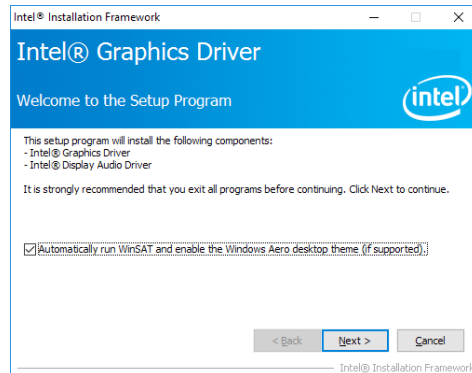 Intel® Installation Framework
Intel® Graphics Driver
Welcome to the Setup Program
intel
This setup program will install the following components:
- Intel® Graphics Driver
- Intel® Display Audio Driver
It is strongly recommended that you exit all programs before continuing. Click Next to continue.
Automatically run WinSAT and enable the Windows Aero desktop theme (if supported).
< Back Next > Cancel
Intel® Installation Framework